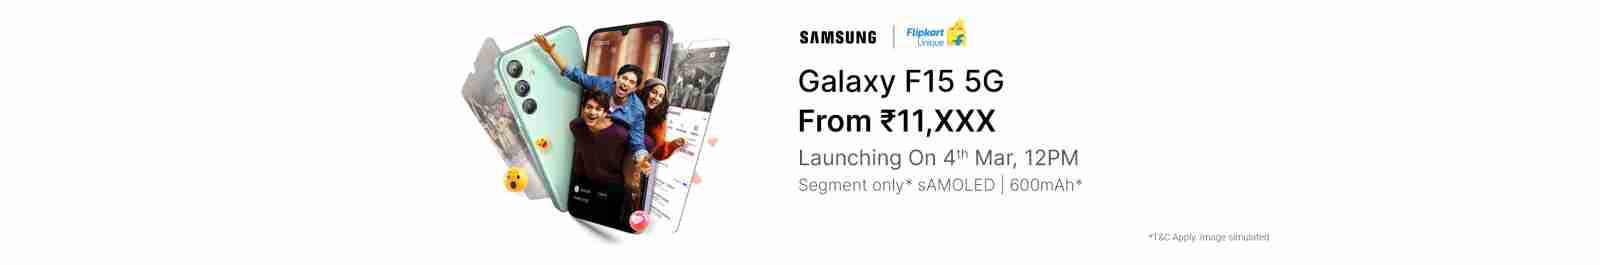 SAMSUNG
Flipkart
Unique
Galaxy F15 5G
From ₹11,XXX
Launching On 4th Mar, 12PM
Segment only* sAMOLED | 600mAh*
*T&C Apply. Image simulated